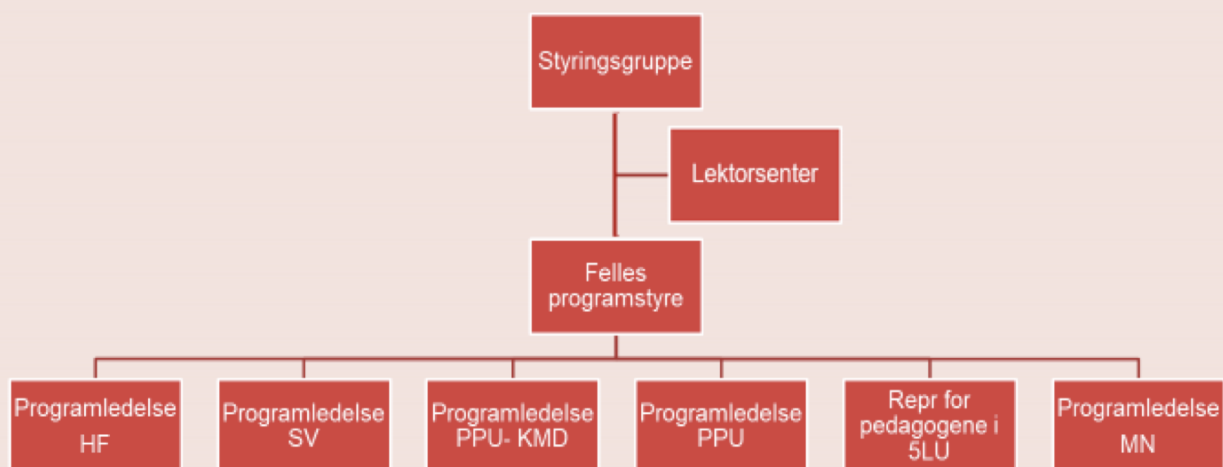 Styringsgruppe
Lektorsenter
Felles
programstyre
Programledelse
HF
Programledelse
SV
Programledelse
PPU- KMD
Programledelse
PPU
Repr for
pedagogene i
5LU
Programledelse
MN